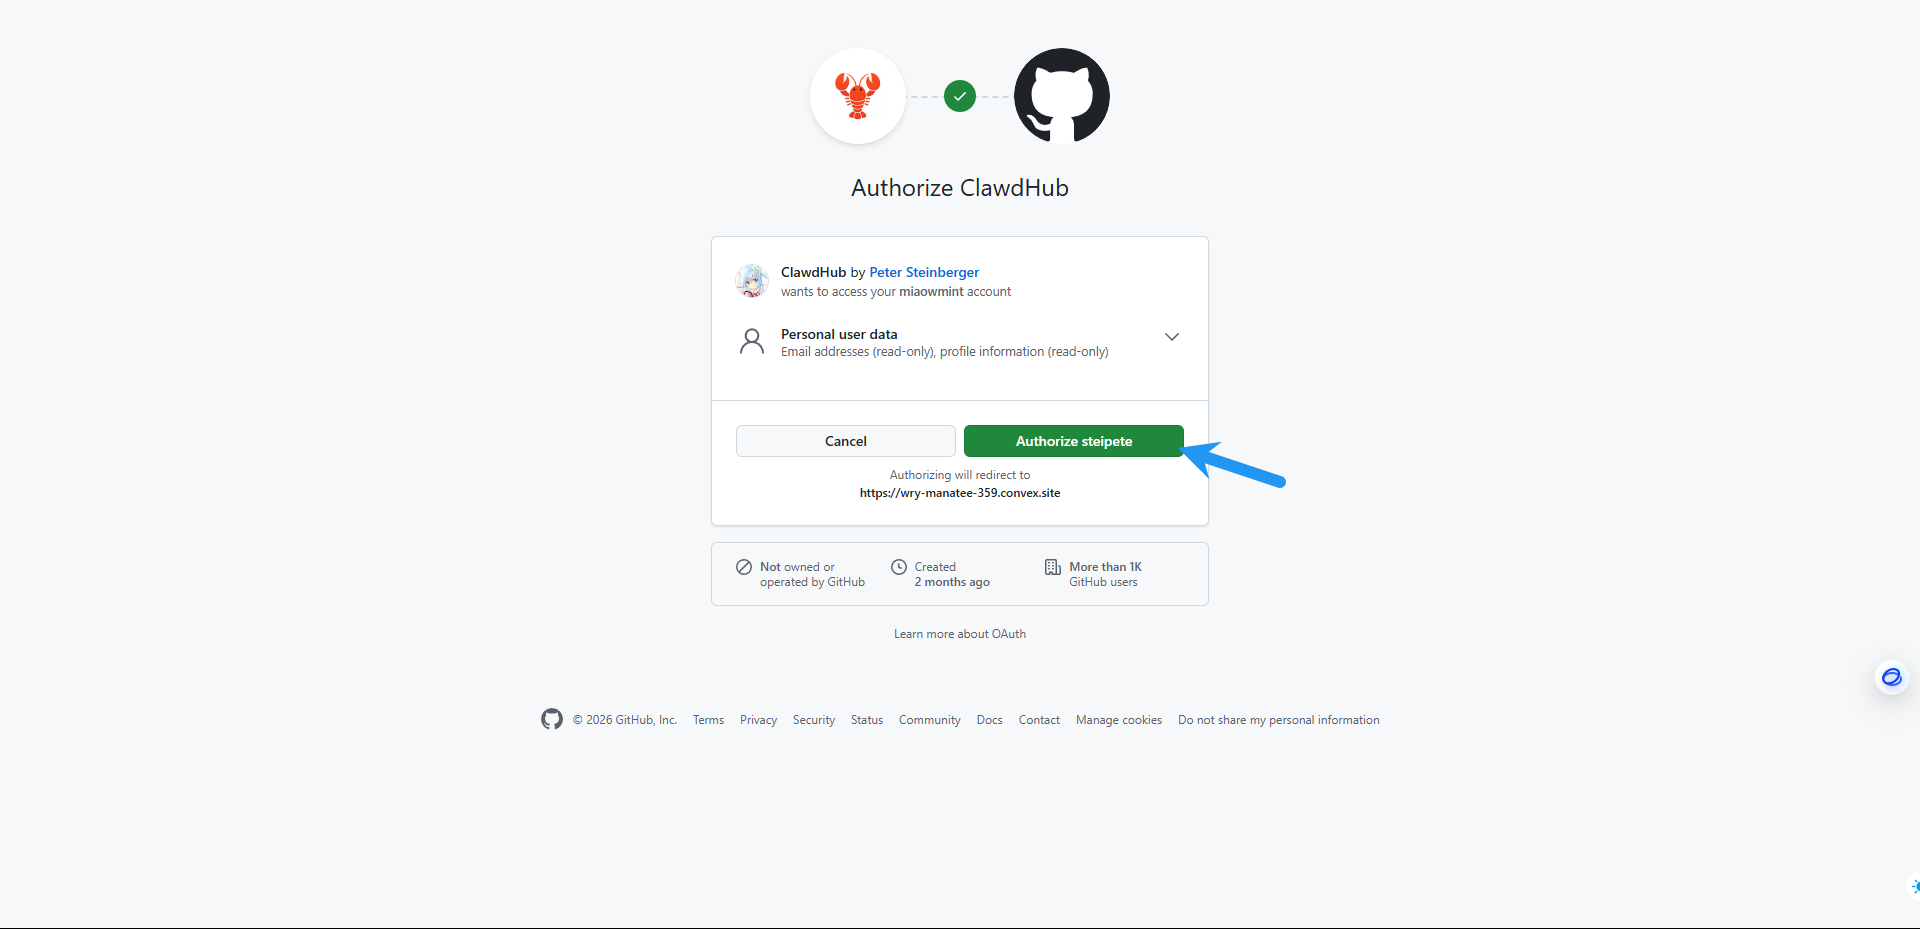 Authorize ClawdHub
ClawdHub by Peter Steinberger
wants to access your miaowmint account
Personal user data
Email addresses (read-only), profile information (read-only)
Cancel
Authorize steipete
Authorizing will redirect to
https://wry-manatee-359.convex.site
Not owned or
operated by GitHub
Created
2 months ago
More than 1K
GitHub users
Learn more about OAuth
© 2026 GitHub, Inc. Terms Privacy Security Status Community Docs Contact Manage cookies Do not share my personal information